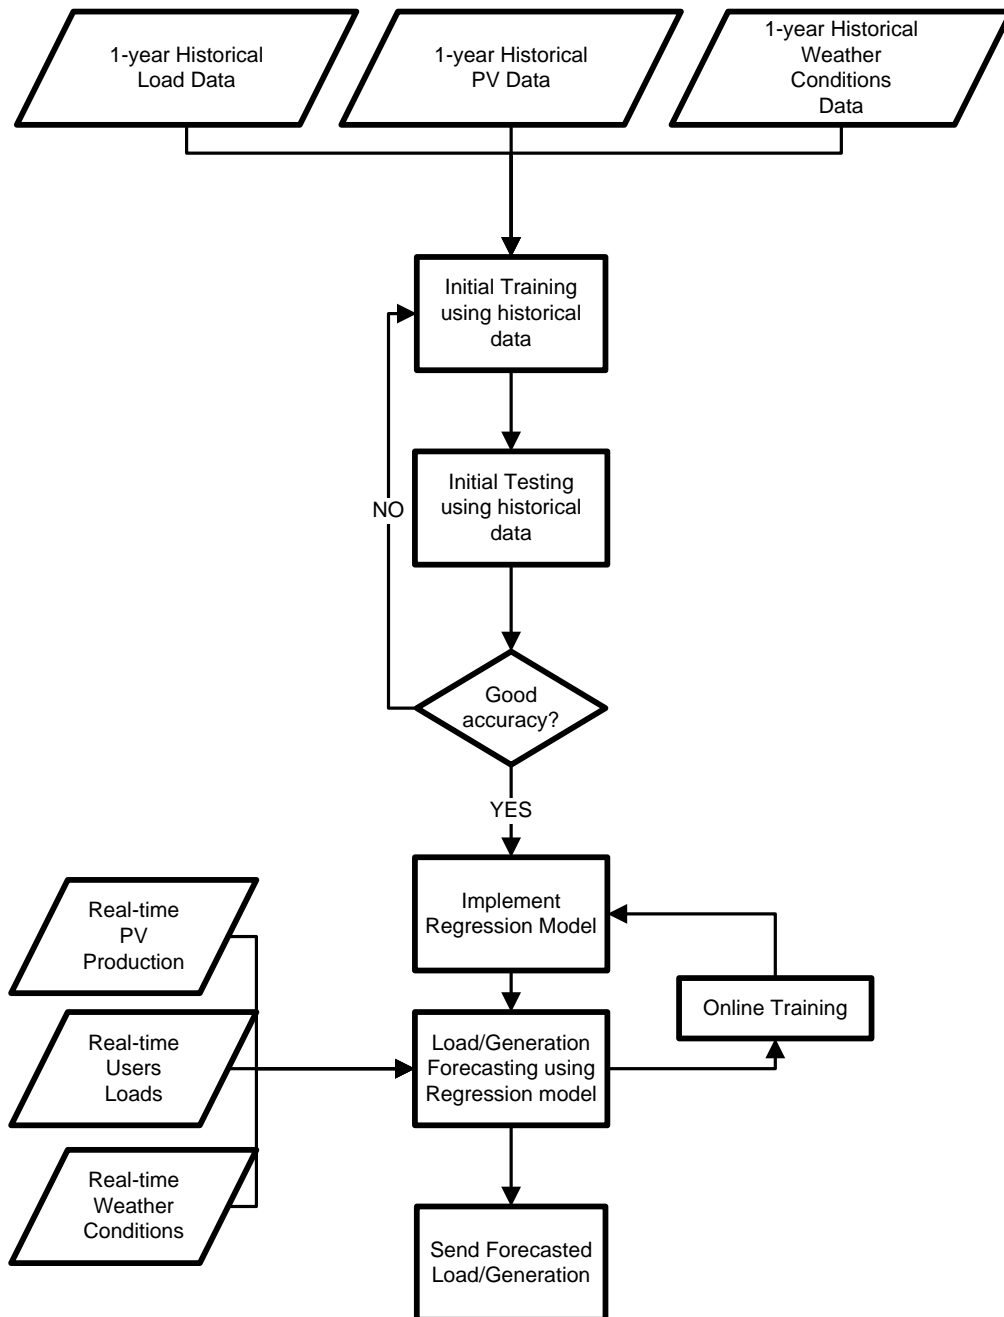 1-year Historical
Load Data
1-year Historical
PV Data
1-year Historical
Weather
Conditions
Data
Initial Training
using historical
data
Initial Testing
using historical
data
NO
Good
accuracy?
YES
Implement
Regression Model
Real-time
PV
Production
Online Training
Real-time
Users
Loads
Load/Generation
Forecasting using
Regression model
Real-time
Weather
Conditions
Send Forecasted
Load/Generation